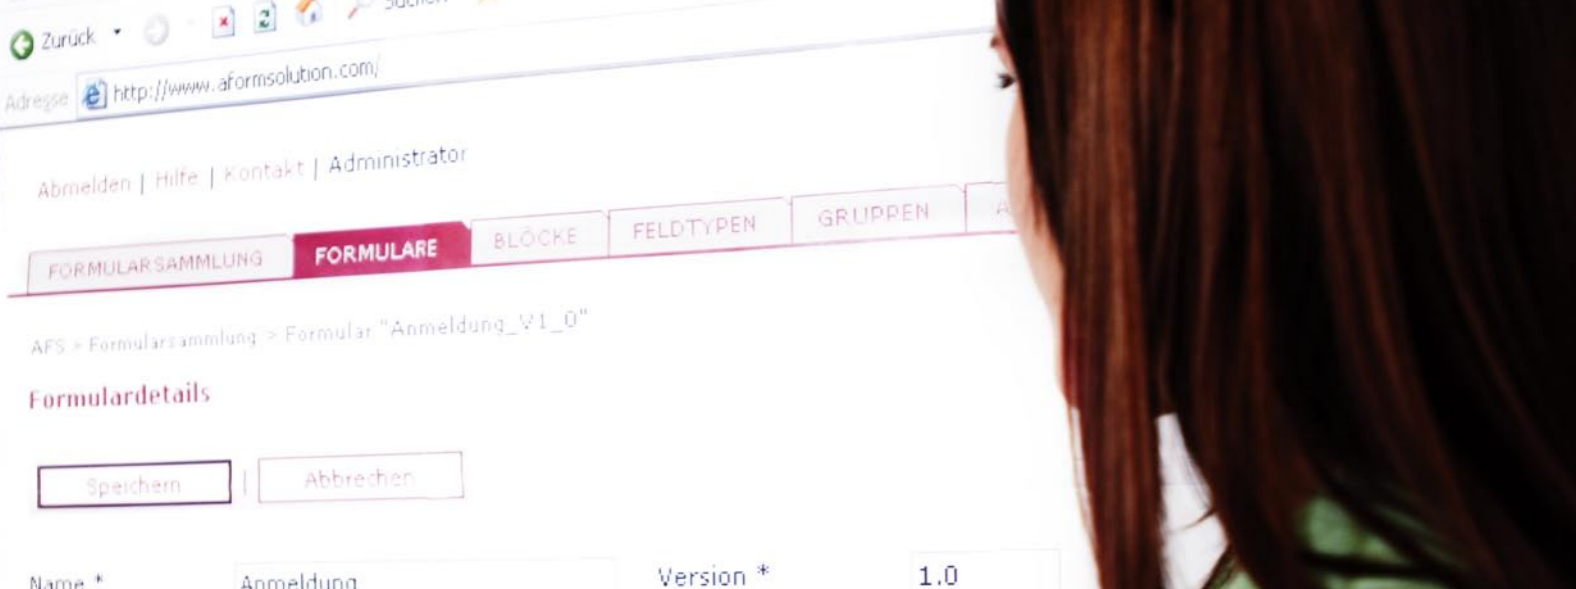 Zurück
Adresse http://www.aformsolution.com/
Abmelden | Hilfe | Kontakt | Administrator
FORMULARSAMMLUNG FORMULARE BLÖCKE FELDTYPEN GRUPPEN A
AFS > Formularsammlung > Formular "Anmeldung_V1_0"
Formulardetails
Speichern | Abbrechen
Name * Anmeldung Version * 1.0